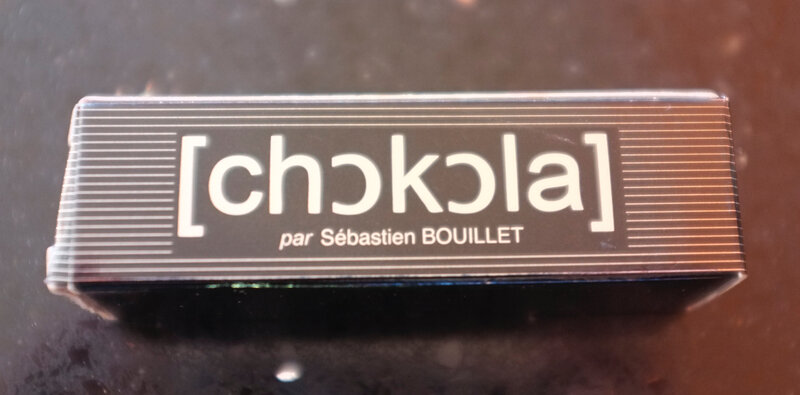 [chɔkɔla]
par Sébastien BOUILLET